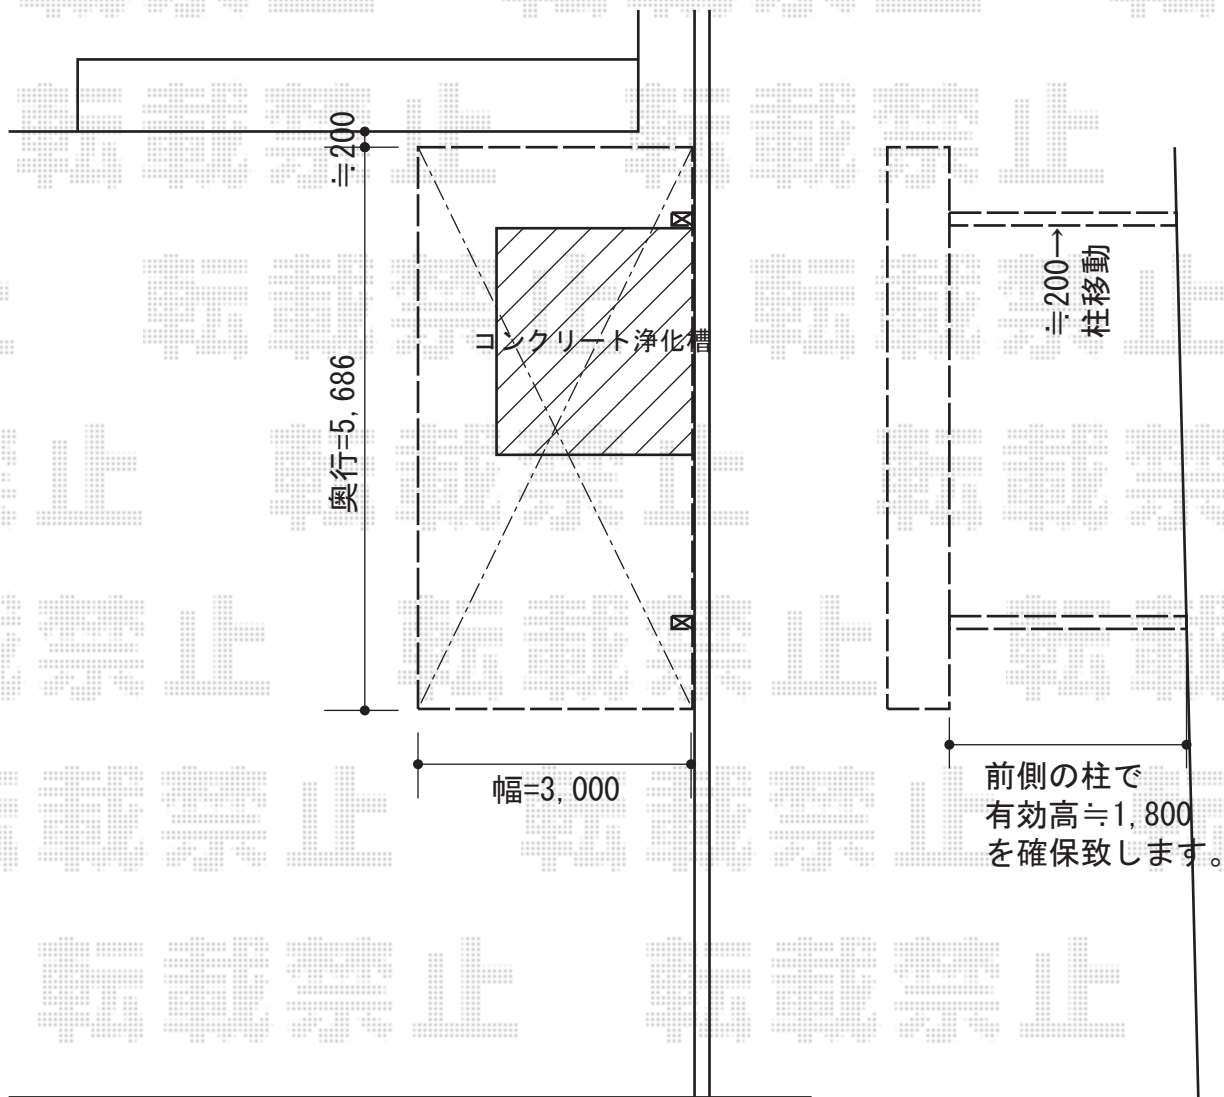 ≒200
奥行=5,686
コンクリート浄化槽
幅=3,000
≒200→
柱移動
前側の柱で
有効高≒1,800
を確保致します。
転載禁止